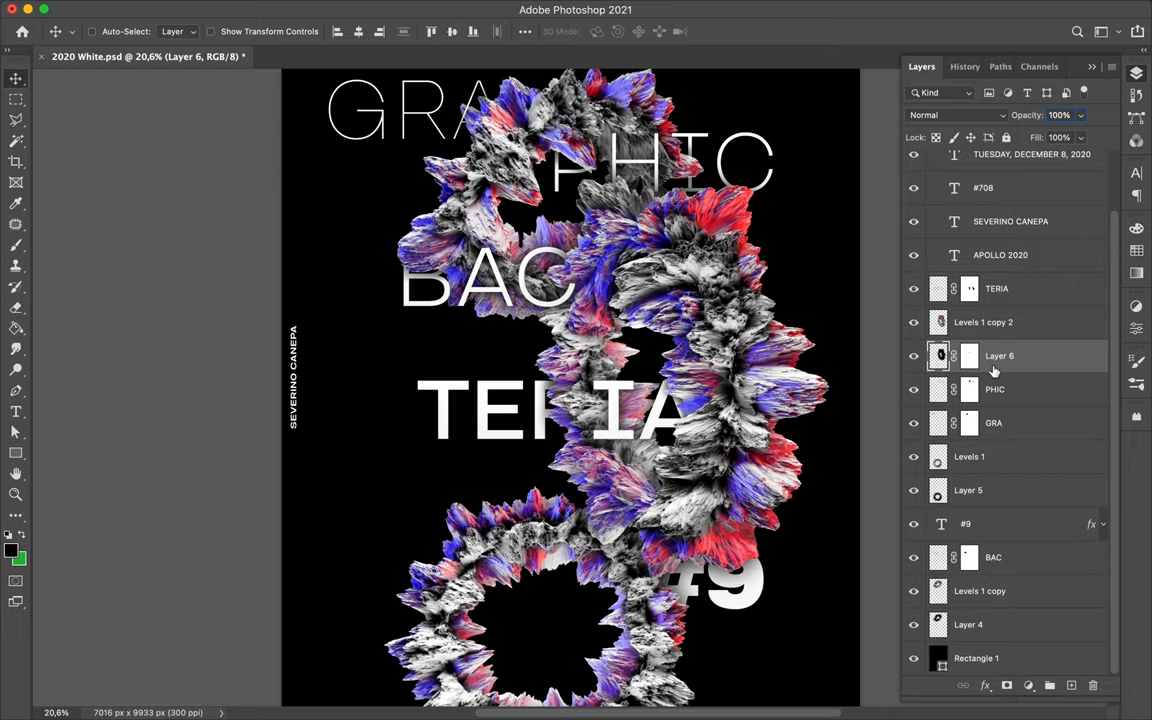 Adobe Photoshop 2021
Auto-Select:
Layer
Show Transform Controls
3D Mode:
2020 White.psd @ 20,6% (Layer 6, RGB/8) *
Layers
History
Paths
Channels
Kind
Normal
Opacity:
100%
Lock:
Fill:
100%
TUESDAY, DECEMBER 8, 2020
#708
SEVERINO CANEPA
APOLLO 2020
TERIA
Levels 1 copy 2
Layer 6
PHIC
GRA
Levels 1
Layer 5
#9
fx
BAC
Levels 1 copy
Layer 4
Rectangle 1
GRA
PHIC
BAC
TERIA
#9
SEVERINO CANEPA
20,6%
7016 px x 9933 px (300 ppi)